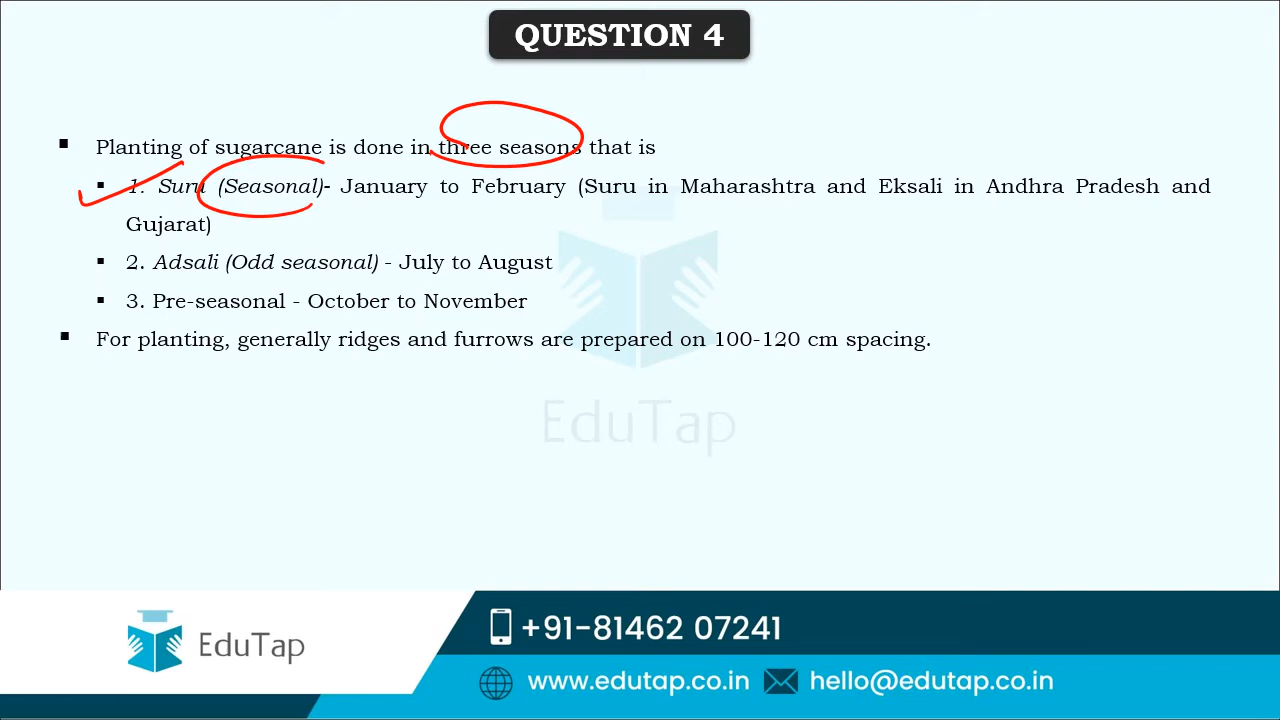 QUESTION 4
▪ Planting of sugarcane is done in three seasons that is
▪ 1. Suru (Seasonal)- January to February (Suru in Maharashtra and Eksali in Andhra Pradesh and
Gujarat)
▪ 2. Adsali (Odd seasonal) - July to August
▪ 3. Pre-seasonal - October to November
▪ For planting, generally ridges and furrows are prepared on 100-120 cm spacing.
EduTap
EduTap
+91-81462 07241
www.edutap.co.in
hello@edutap.co.in